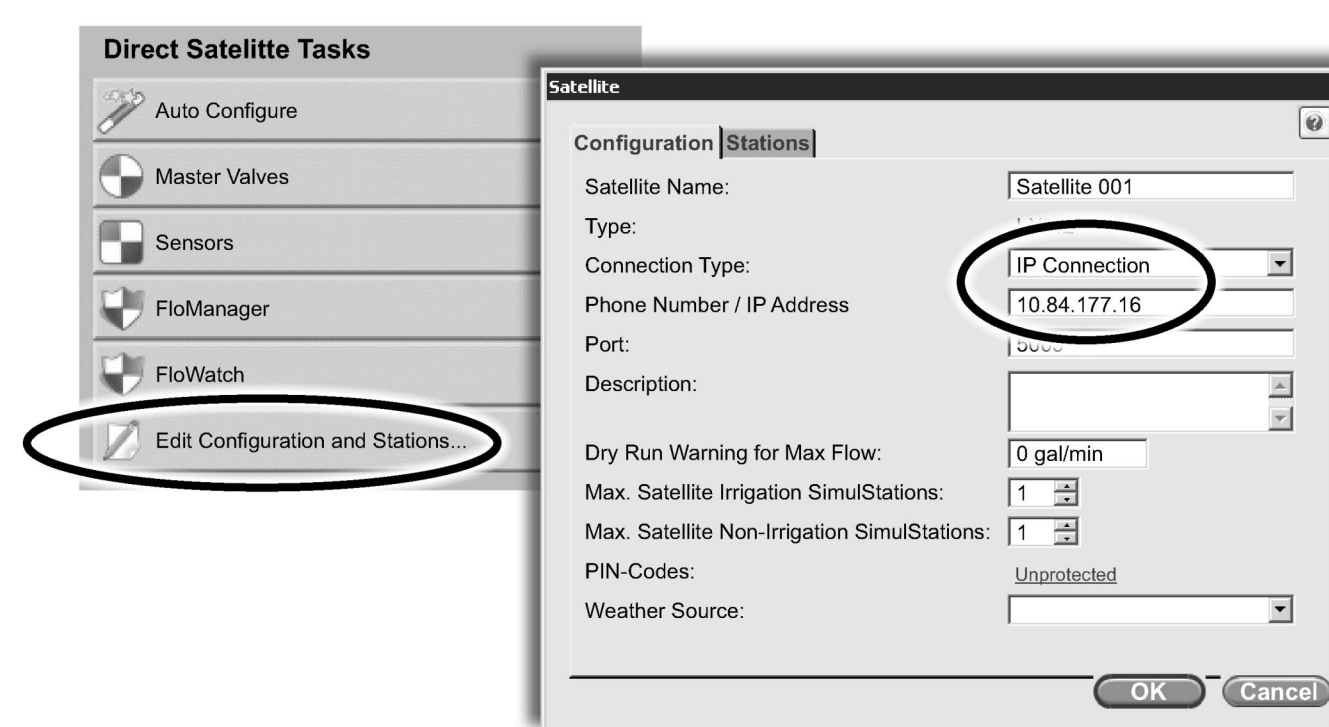 Direct Satelitte Tasks
Auto Configure
Master Valves
Sensors
FloManager
FloWatch
Edit Configuration and Stations...
Satellite
Configuration Stations
Satellite Name: Satellite 001
Type:
Connection Type: IP Connection
Phone Number / IP Address 10.84.177.16
Port:
Description:
Dry Run Warning for Max Flow: 0 gal/min
Max. Satellite Irrigation SimulStations: 1
Max. Satellite Non-Irrigation SimulStations: 1
PIN-Codes: Unprotected
Weather Source:
OK Cancel